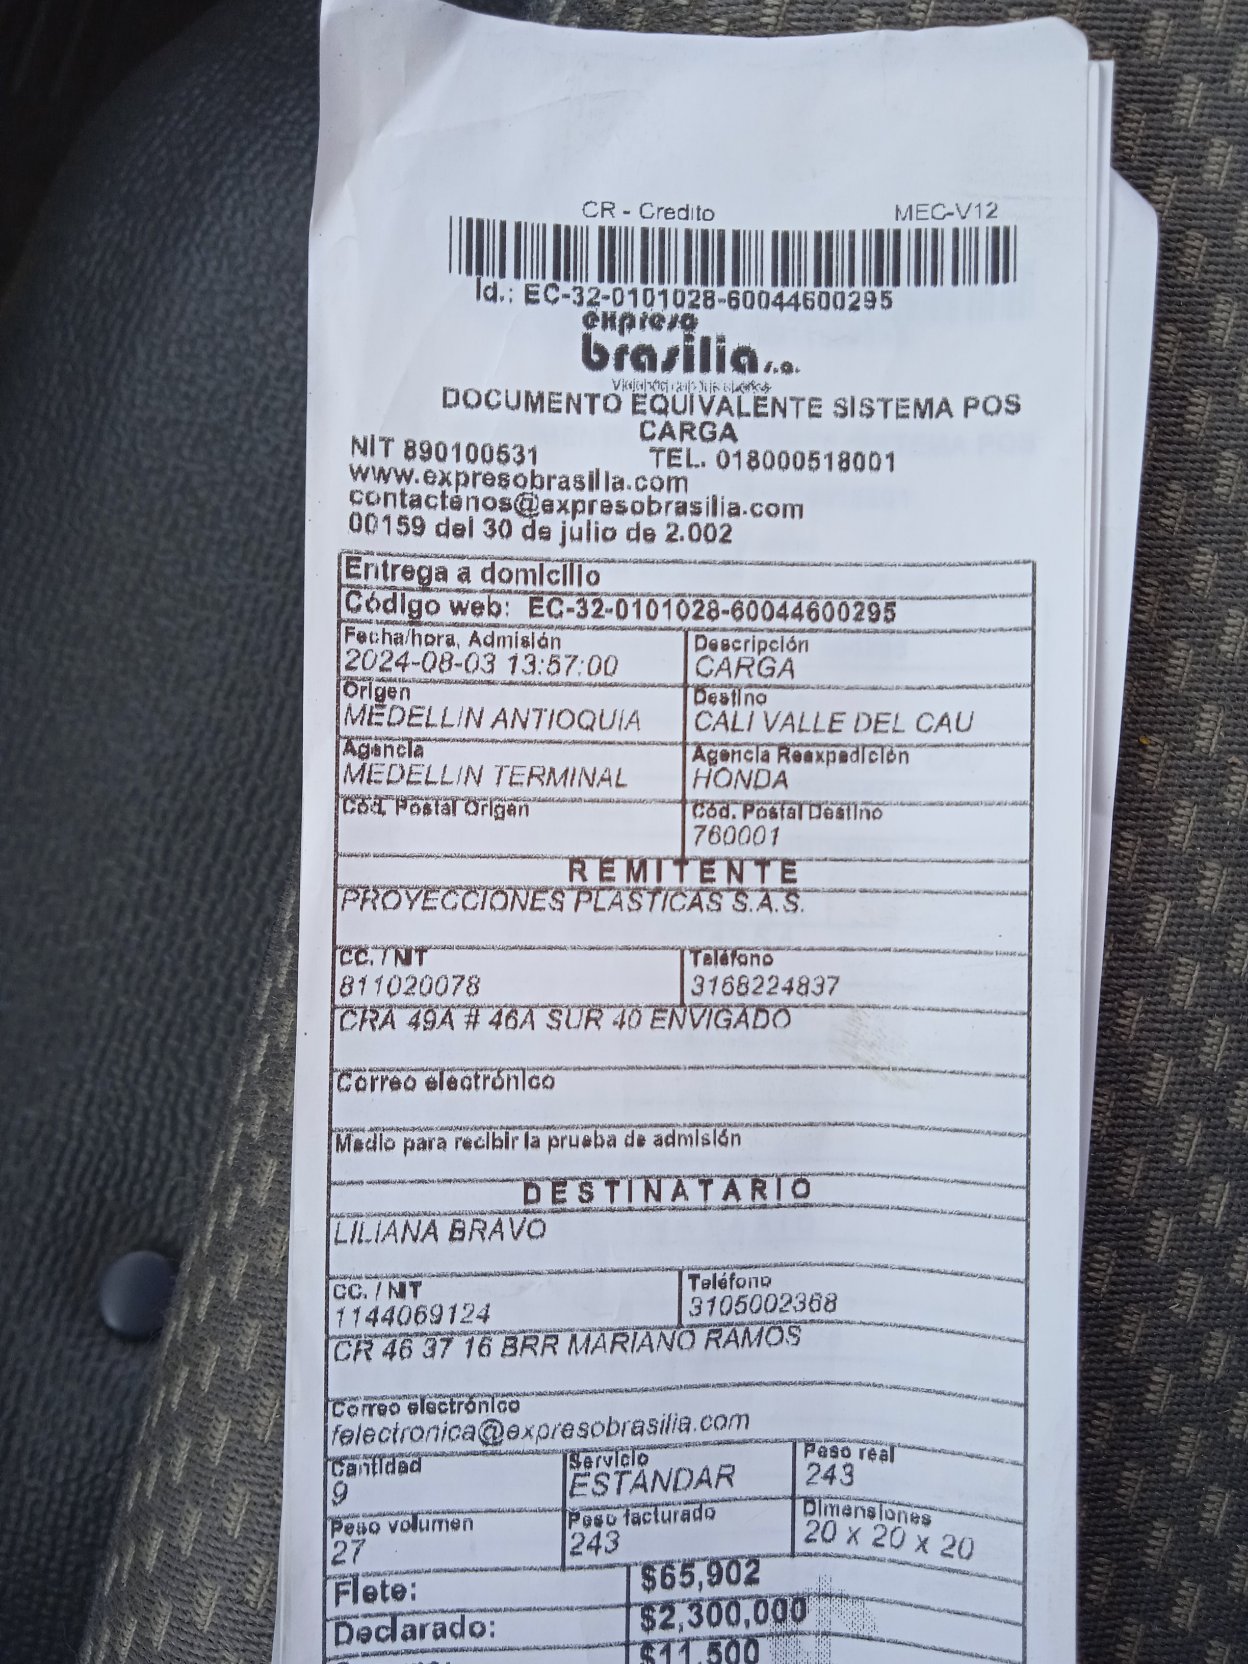 CR - Credito MEC-V12
Id.: EC-32-0101028-60044600295
expreso
brasilia s.a.
DOCUMENTO EQUIVALENTE SISTEMA POS
CARGA
NIT 890100531 TEL. 018000518001
www.expresobrasilia.com
contactenos@expresobrasilia.com
00159 del 30 de julio de 2.002
Entrega a domicilio
Código web: EC-32-0101028-60044600295
Fecha/hora, Admisión Descripción
2024-08-03 13:57:00 CARGA
Origen Destino
MEDELLIN ANTIOQUIA CALI VALLE DEL CAU
Agencia Agencia Reexpedición
MEDELLIN TERMINAL HONDA
Cód. Postal Origen Cód. Postal Destino
760001
REMITENTE
PROYECCIONES PLASTICAS S.A.S.
CC. / NIT Teléfono
811020078 3168224837
CRA 49A # 46A SUR 40 ENVIGADO
Correo electrónico
Medio para recibir la prueba de admisión
DESTINATARIO
LILIANA BRAVO
CC. / NIT Teléfono
1144069124 3105002368
CR 46 37 16 BRR MARIANO RAMOS
Correo electrónico
felectronica@expresobrasilia.com
Cantidad Servicio Peso real
9 ESTANDAR 243
Peso volumen Peso facturado Dimensiones
27 243 20 x 20 x 20
Flete: $65,902
Declarado: $2,300,000
$11,500